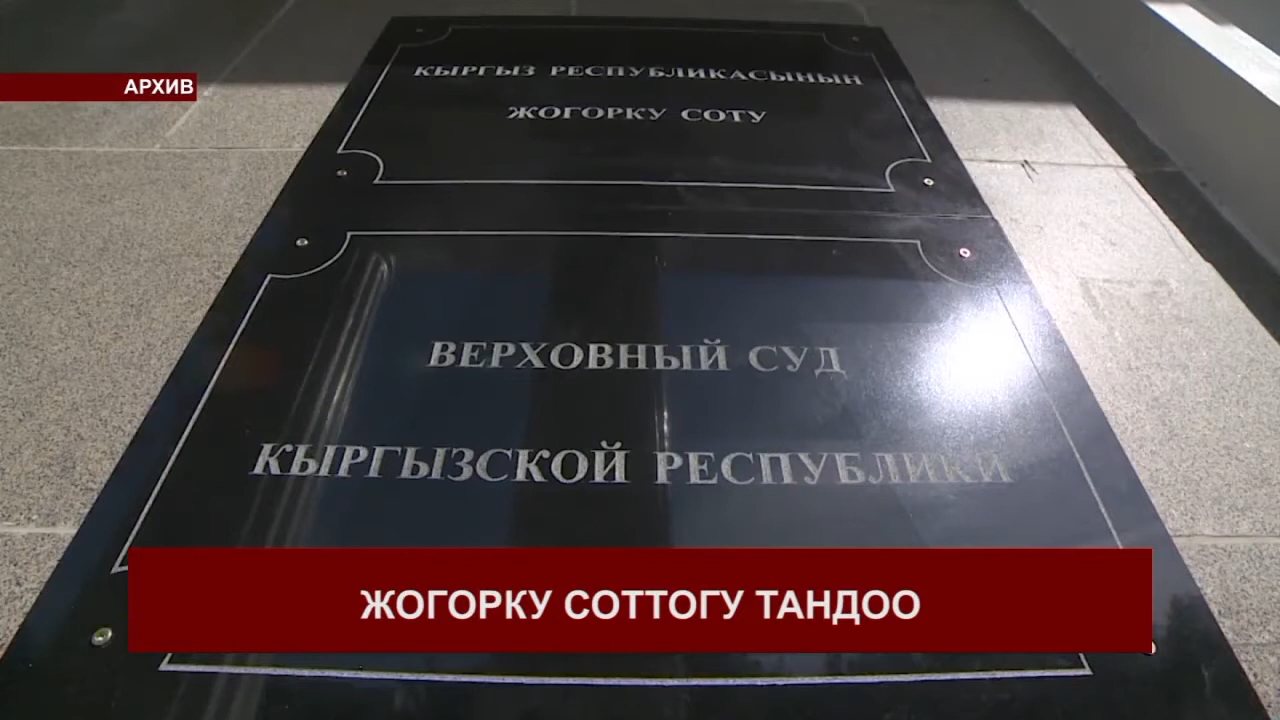 АРХИВ
КЫРГЫЗ РЕСПУБЛИКАСЫНЫН
ЖОГОРКУ СОТУ
ВЕРХОВНЫЙ СУД
КЫРГЫЗСКОЙ РЕСПУБЛИКИ
ЖОГОРКУ СОТТОГУ ТАНДОО